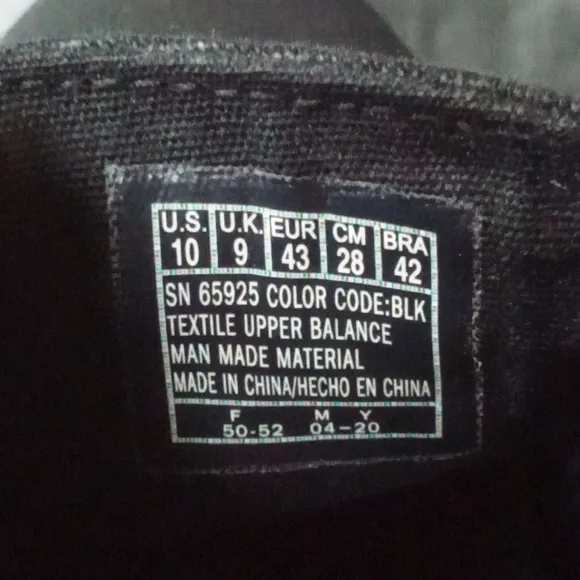 U.S. U.K. EUR CM BRA
10 9 43 28 42
SN 65925 COLOR CODE:BLK
TEXTILE UPPER BALANCE
MAN MADE MATERIAL
MADE IN CHINA/HECHO EN CHINA
F M Y
50-52 04-20